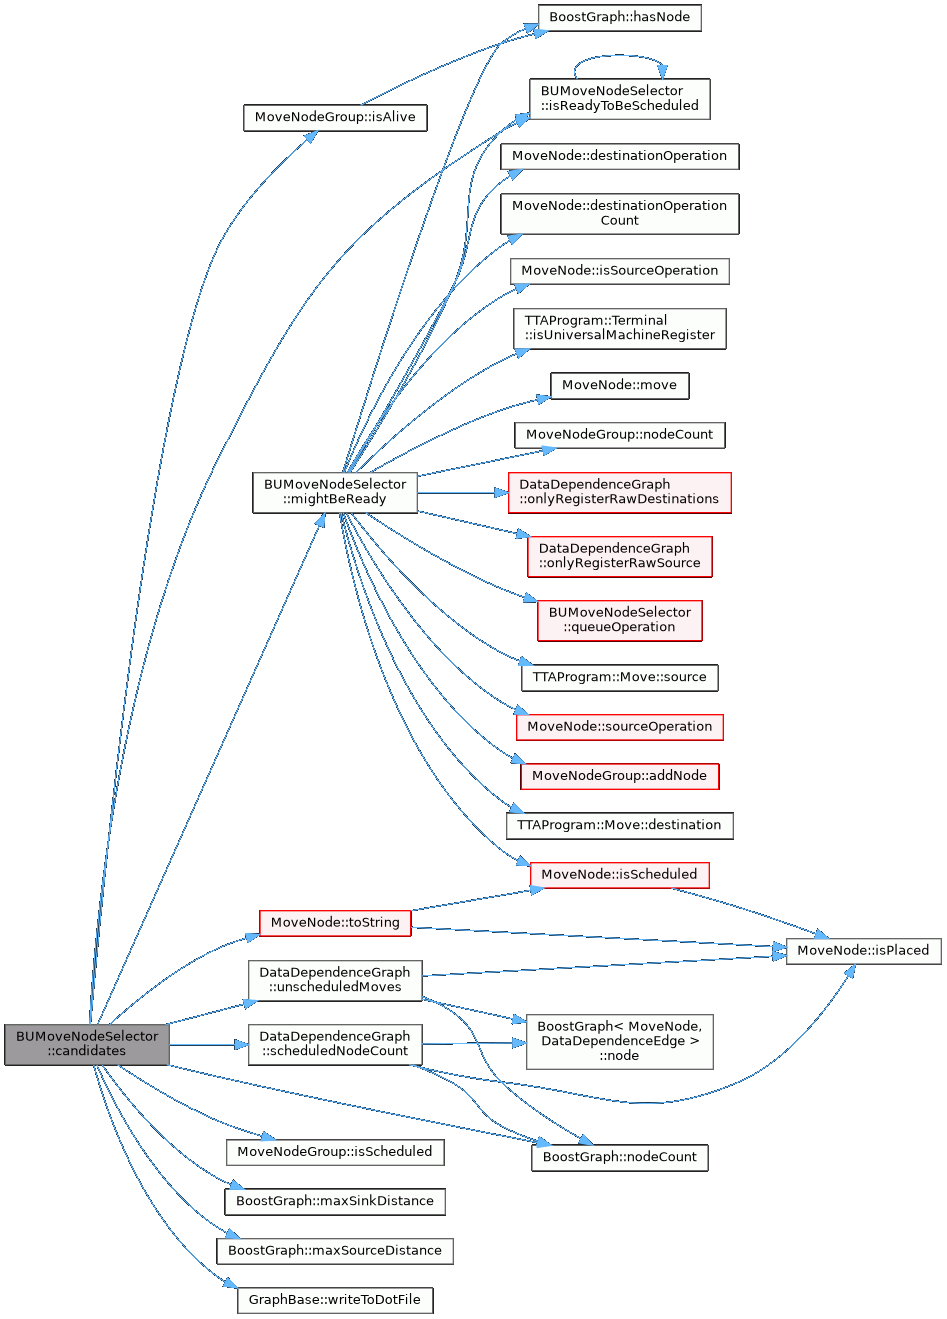 BoostGraph::hasNode
BUMoveNodeSelector
::isReadyToBeScheduled
MoveNodeGroup::isAlive
MoveNode::destinationOperation
MoveNode::destinationOperation
Count
MoveNode::isSourceOperation
TTAProgram::Terminal
::isUniversalMachineRegister
MoveNode::move
MoveNodeGroup::nodeCount
BUMoveNodeSelector
::mightBeReady
DataDependenceGraph
::onlyRegisterRawDestinations
DataDependenceGraph
::onlyRegisterRawSource
BUMoveNodeSelector
::queueOperation
TTAProgram::Move::source
MoveNode::sourceOperation
MoveNodeGroup::addNode
TTAProgram::Move::destination
MoveNode::isScheduled
MoveNode::toString
MoveNode::isPlaced
DataDependenceGraph
::unscheduledMoves
BUMoveNodeSelector
::candidates
DataDependenceGraph
::scheduledNodeCount
BoostGraph< MoveNode,
DataDependenceEdge >
::node
MoveNodeGroup::isScheduled
BoostGraph::nodeCount
BoostGraph::maxSinkDistance
BoostGraph::maxSourceDistance
GraphBase::writeToDotFile